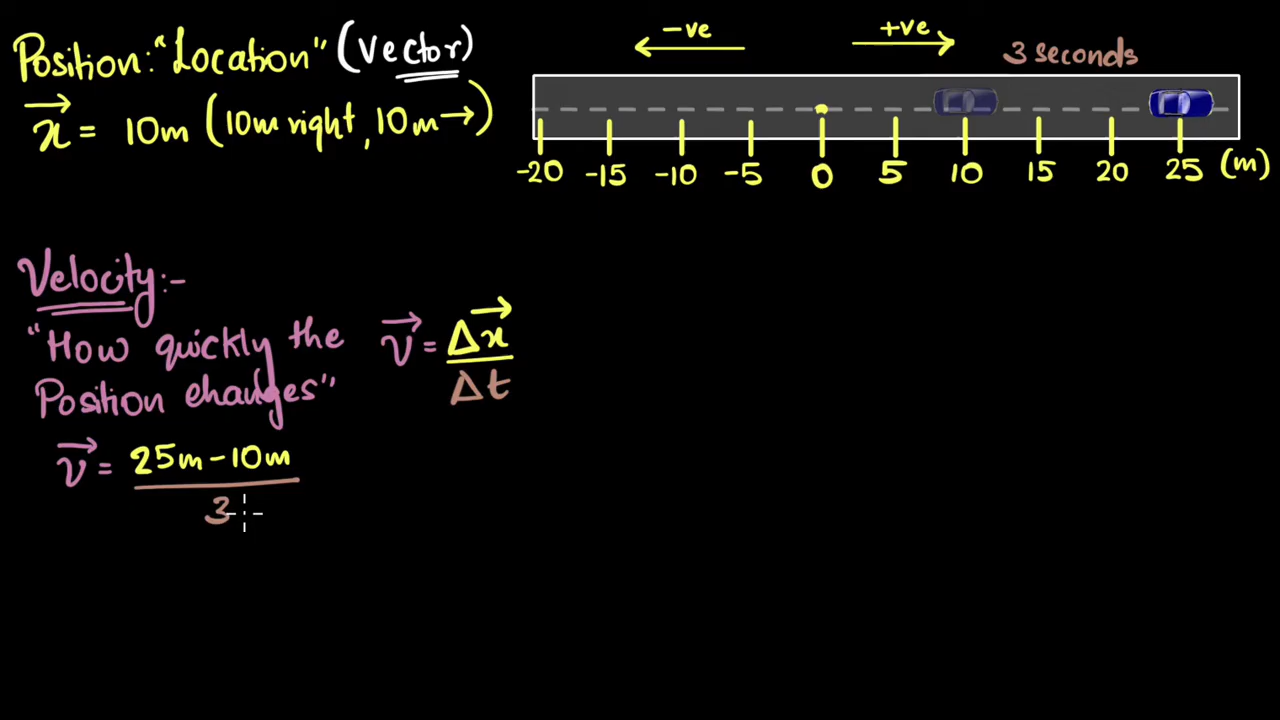 Position:- "Location" (Vector)
x = 10m (10m right, 10m →)
-ve +ve
3 seconds
-20 -15 -10 -5 0 5 10 15 20 25 (m)
Velocity:-
"How quickly the
Position changes"
v = Δx
Δt
v = 25m - 10m
3